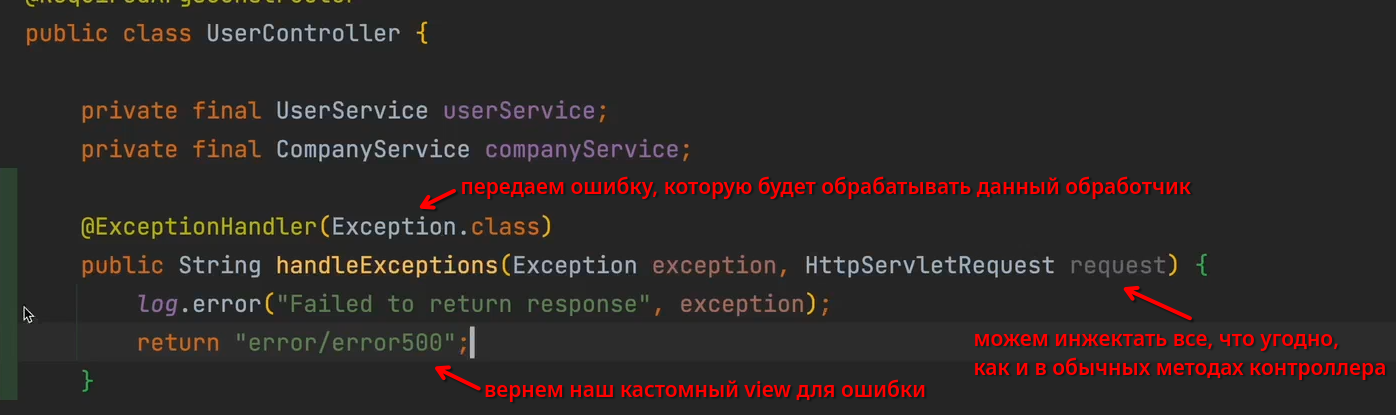 @RequiredArgsConstructor
public class UserController {
private final UserService userService;
private final CompanyService companyService;
передаем ошибку, которую будет обрабатывать данный обработчик
@ExceptionHandler(Exception.class)
public String handleExceptions(Exception exception, HttpServletRequest request) {
log.error("Failed to return response", exception);
return "error/error500";
можем инжектать все, что угодно,
как и в обычных методах контроллера
}
вернем наш кастомный view для ошибки